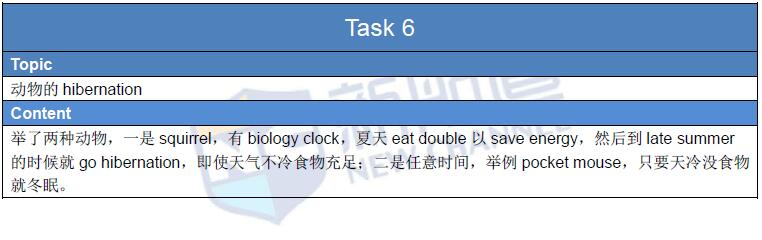 Task 6
Topic
动物的 hibernation
Content
举了两种动物，一是 squirrel，有 biology clock，夏天 eat double 以 save energy，然后到 late summer
的时候就 go hibernation，即使天气不冷食物充足；二是任意时间，举例 pocket mouse，只要天冷没食物
就冬眠。
NEW CHANNEL